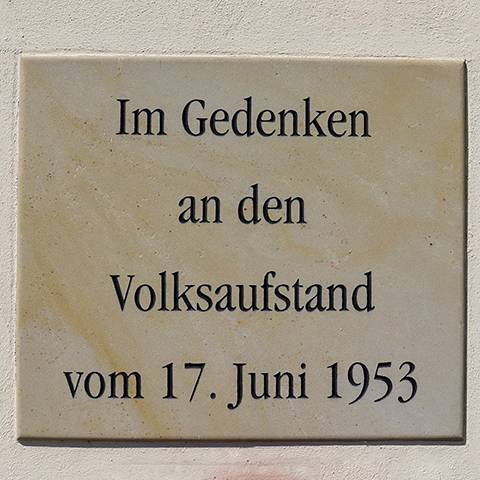 Im Gedenken
an den
Volksaufstand
vom 17. Juni 1953